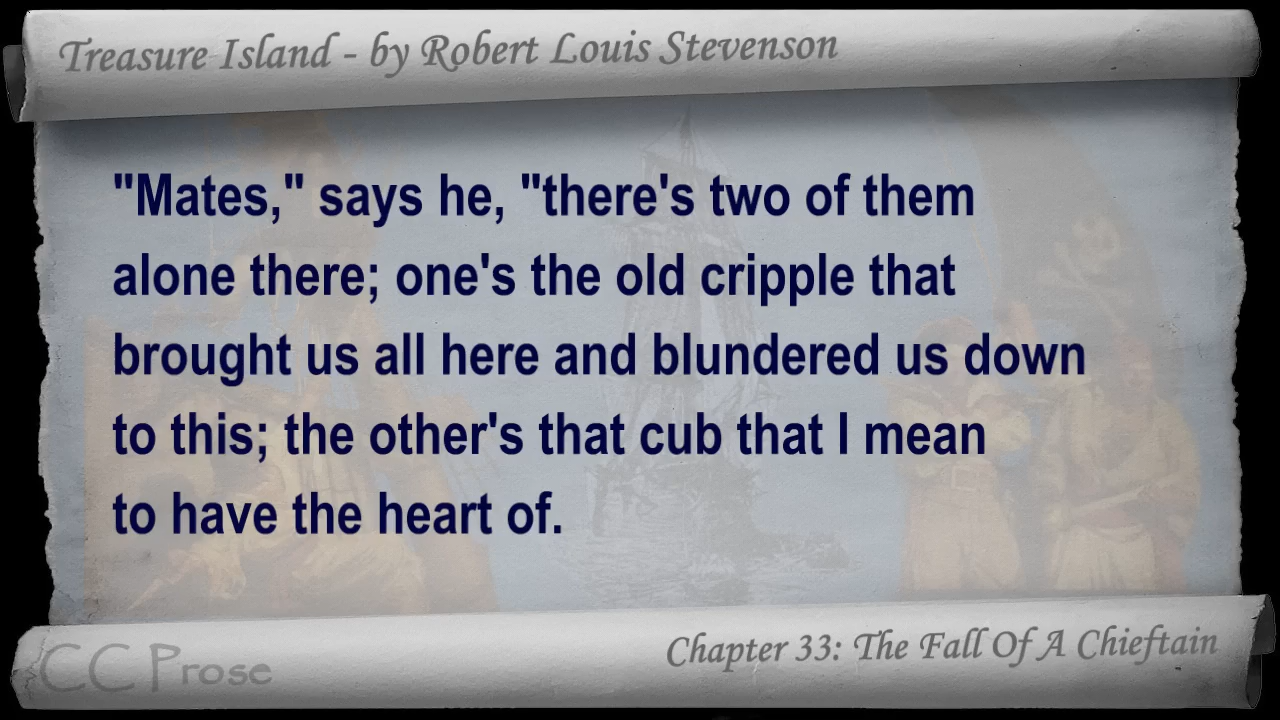 Treasure Island - by Robert Louis Stevenson
"Mates," says he, "there's two of them
alone there; one's the old cripple that
brought us all here and blundered us down
to this; the other's that cub that I mean
to have the heart of.
CC Prose
Chapter 33: The Fall Of A Chieftain